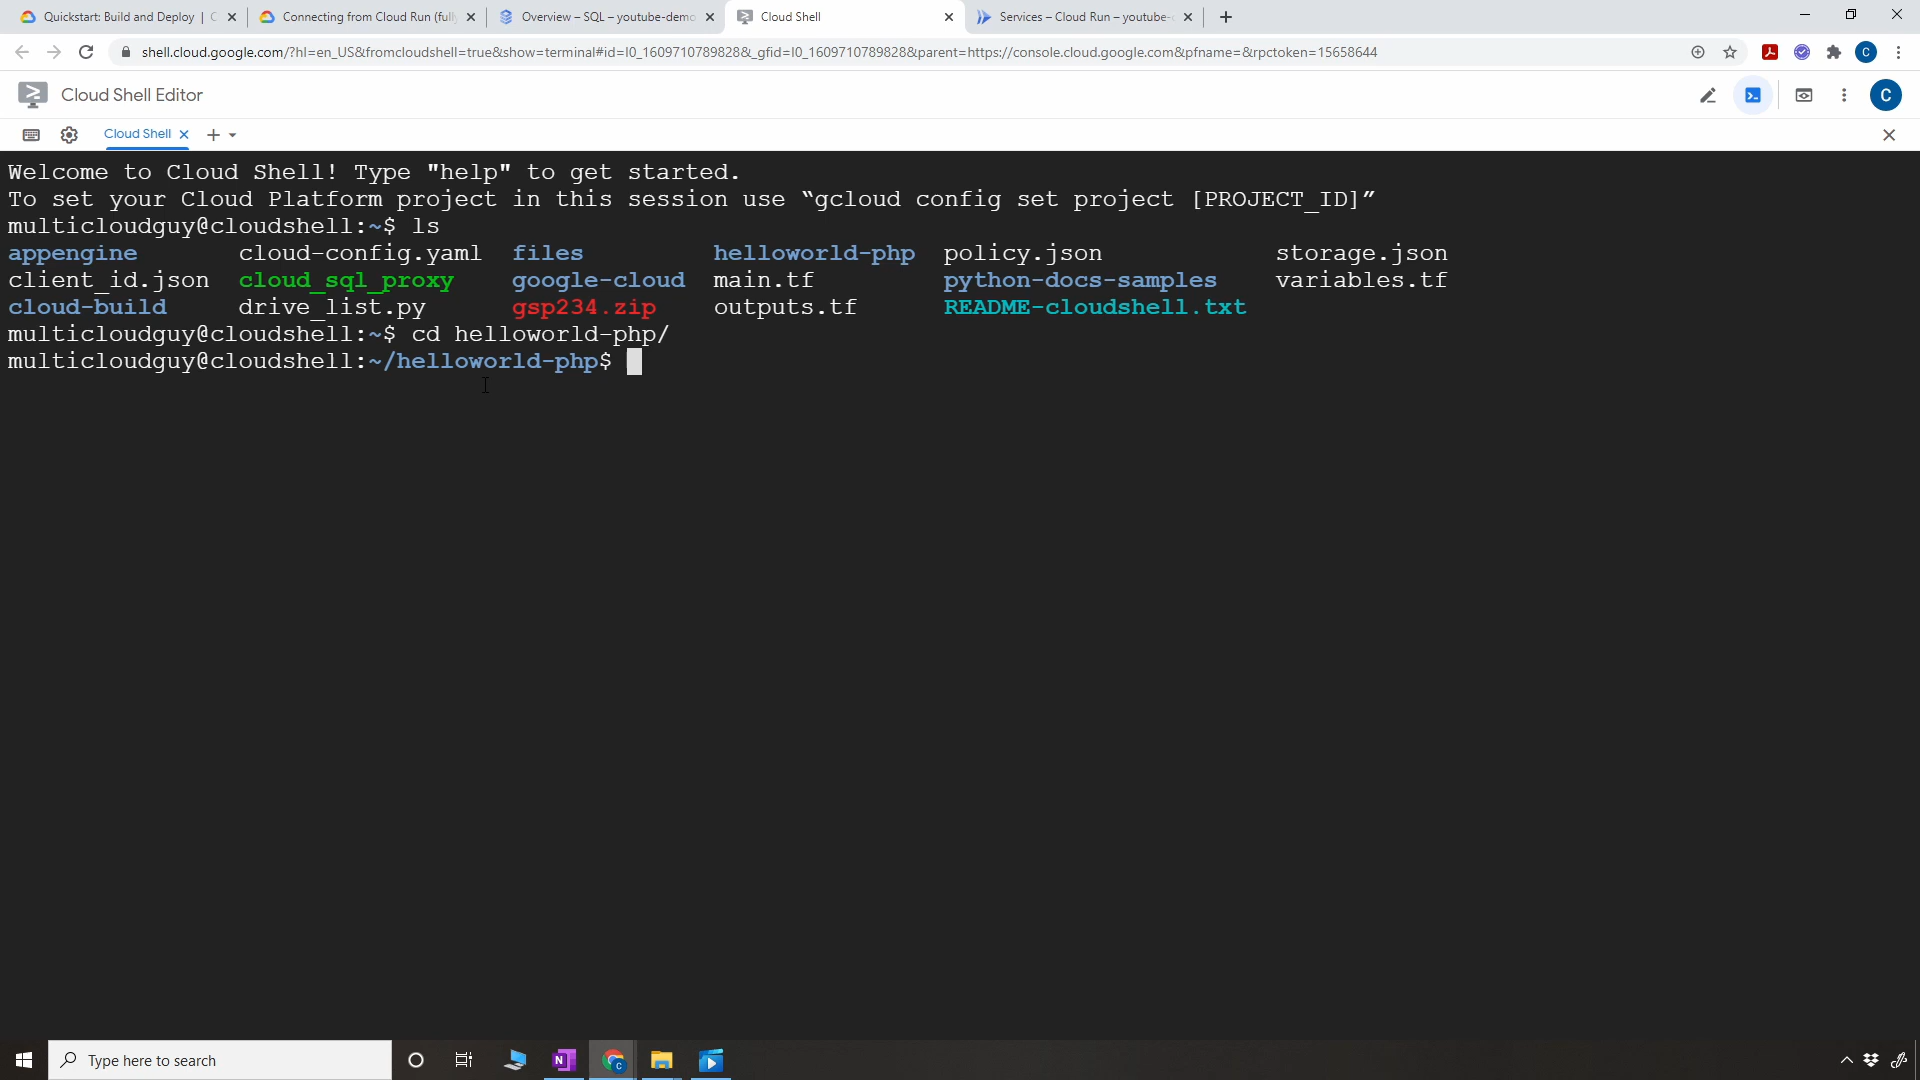 Quickstart: Build and Deploy | C
Connecting from Cloud Run (fully
Overview – SQL – youtube-demo
Cloud Shell
Services – Cloud Run – youtube-
shell.cloud.google.com/?hl=en_US&fromcloudshell=true&show=terminal#id=I0_1609710789828&_gfid=I0_1609710789828&parent=https://console.cloud.google.com&pfname=&rpctoken=15658644
C
Cloud Shell Editor
C
Cloud Shell
Welcome to Cloud Shell! Type "help" to get started.
To set your Cloud Platform project in this session use “gcloud config set project [PROJECT_ID]”
multicloudguy@cloudshell:~$ ls
appengine cloud-config.yaml files helloworld-php policy.json storage.json
client_id.json cloud_sql_proxy google-cloud main.tf python-docs-samples variables.tf
cloud-build drive_list.py gsp234.zip outputs.tf README-cloudshell.txt
multicloudguy@cloudshell:~$ cd helloworld-php/
multicloudguy@cloudshell:~/helloworld-php$
Type here to search
N
C